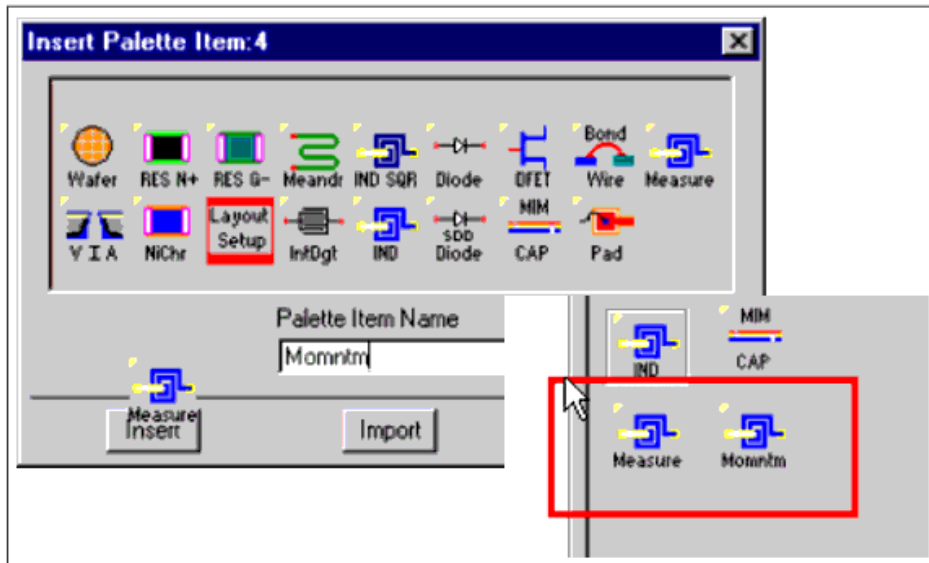 Insert Palette Item:4
Wafer RES N+ RES G- Meandr IND SQR Diode DFET Bond Wire Measure
V I A NiChr Layout Setup IntDgt IND SDD Diode MIM CAP Pad
Palette Item Name
Momntm
Measure
Insert
Import
IND MIM CAP
Measure Momntm